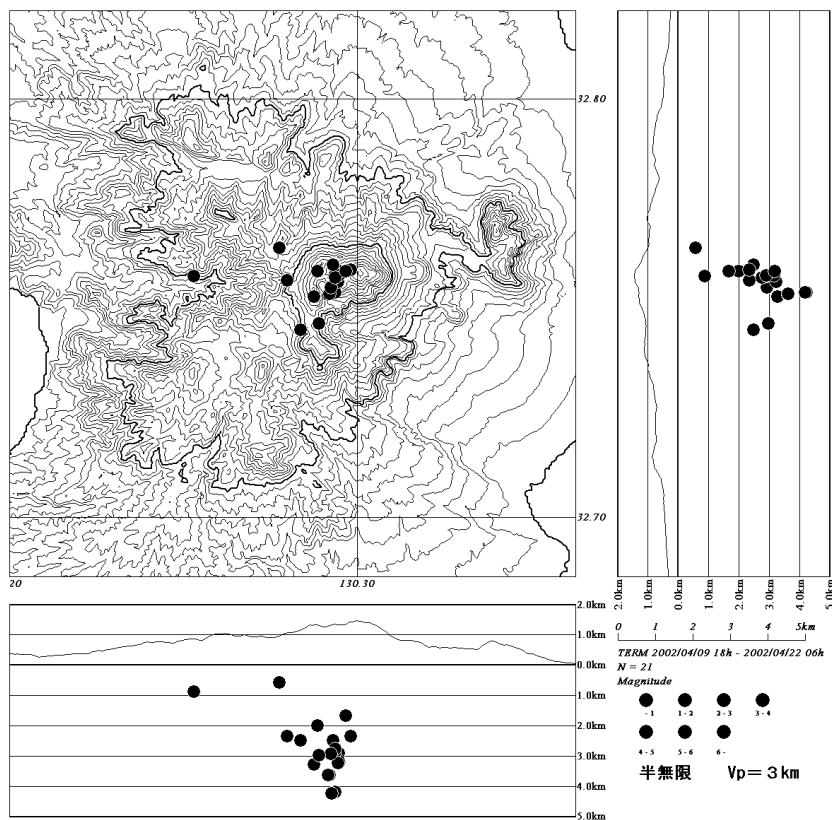 32.80
32.70
20
130.30
2.0km
1.0km
0.0km
1.0km
2.0km
3.0km
4.0km
5.0km
2.0km
1.0km
0.0km
1.0km
2.0km
3.0km
4.0km
5.0km
0 1 2 3 4 5km
TERM 2002/04/09 18h - 2002/04/22 06h
N = 21
Magnitude
- 1 1 - 2 2 - 3 3 - 4
4 - 5 5 - 6 6 -
半無限 Vp=3km